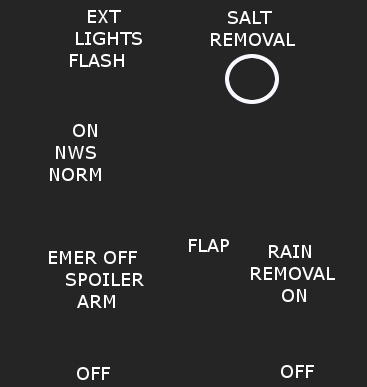 EXT
LIGHTS
FLASH
SALT
REMOVAL
ON
NWS
NORM
FLAP
EMER OFF
SPOILER
ARM
RAIN
REMOVAL
ON
OFF
OFF